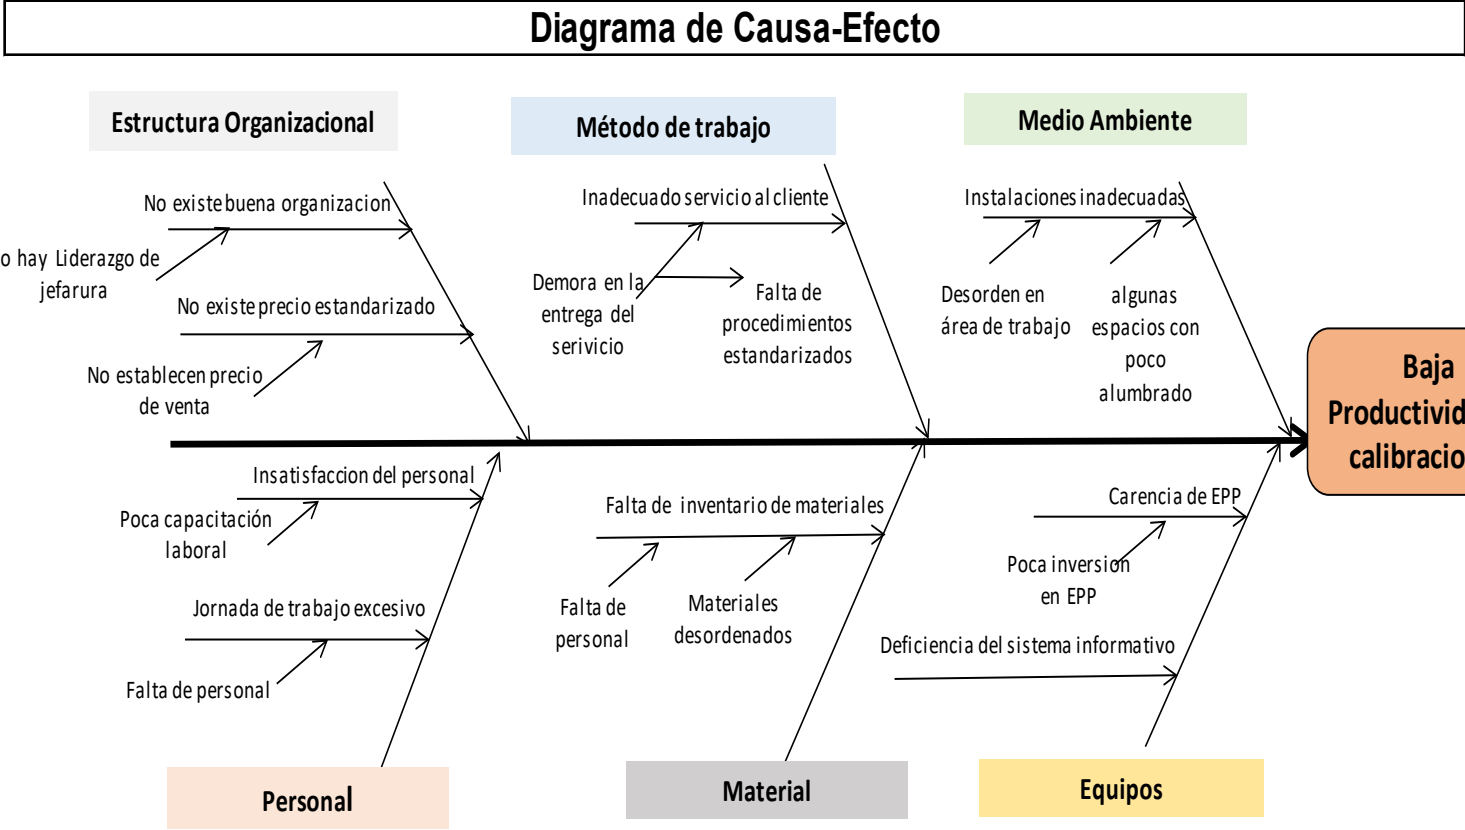 Diagrama de Causa-Efecto
Estructura Organizacional
Método de trabajo
Medio Ambiente
No existe buena organizacion
o hay Liderazgo de
jefarura
No existe precio estandarizado
No establecen precio
de venta
Inadecuado servicio al cliente
Demora en la
entrega del
serivicio
Falta de
procedimientos
estandarizados
Instalaciones inadecuadas
Desorden en
área de trabajo
algunas
espacios con
poco
alumbrado
Baja
Productivid
calibracio
Insatisfaccion del personal
Poca capacitación
laboral
Jornada de trabajo excesivo
Falta de personal
Falta de inventario de materiales
Falta de
personal
Materiales
desordenados
Carencia de EPP
Poca inversion
en EPP
Deficiencia del sistema informativo
Personal
Material
Equipos